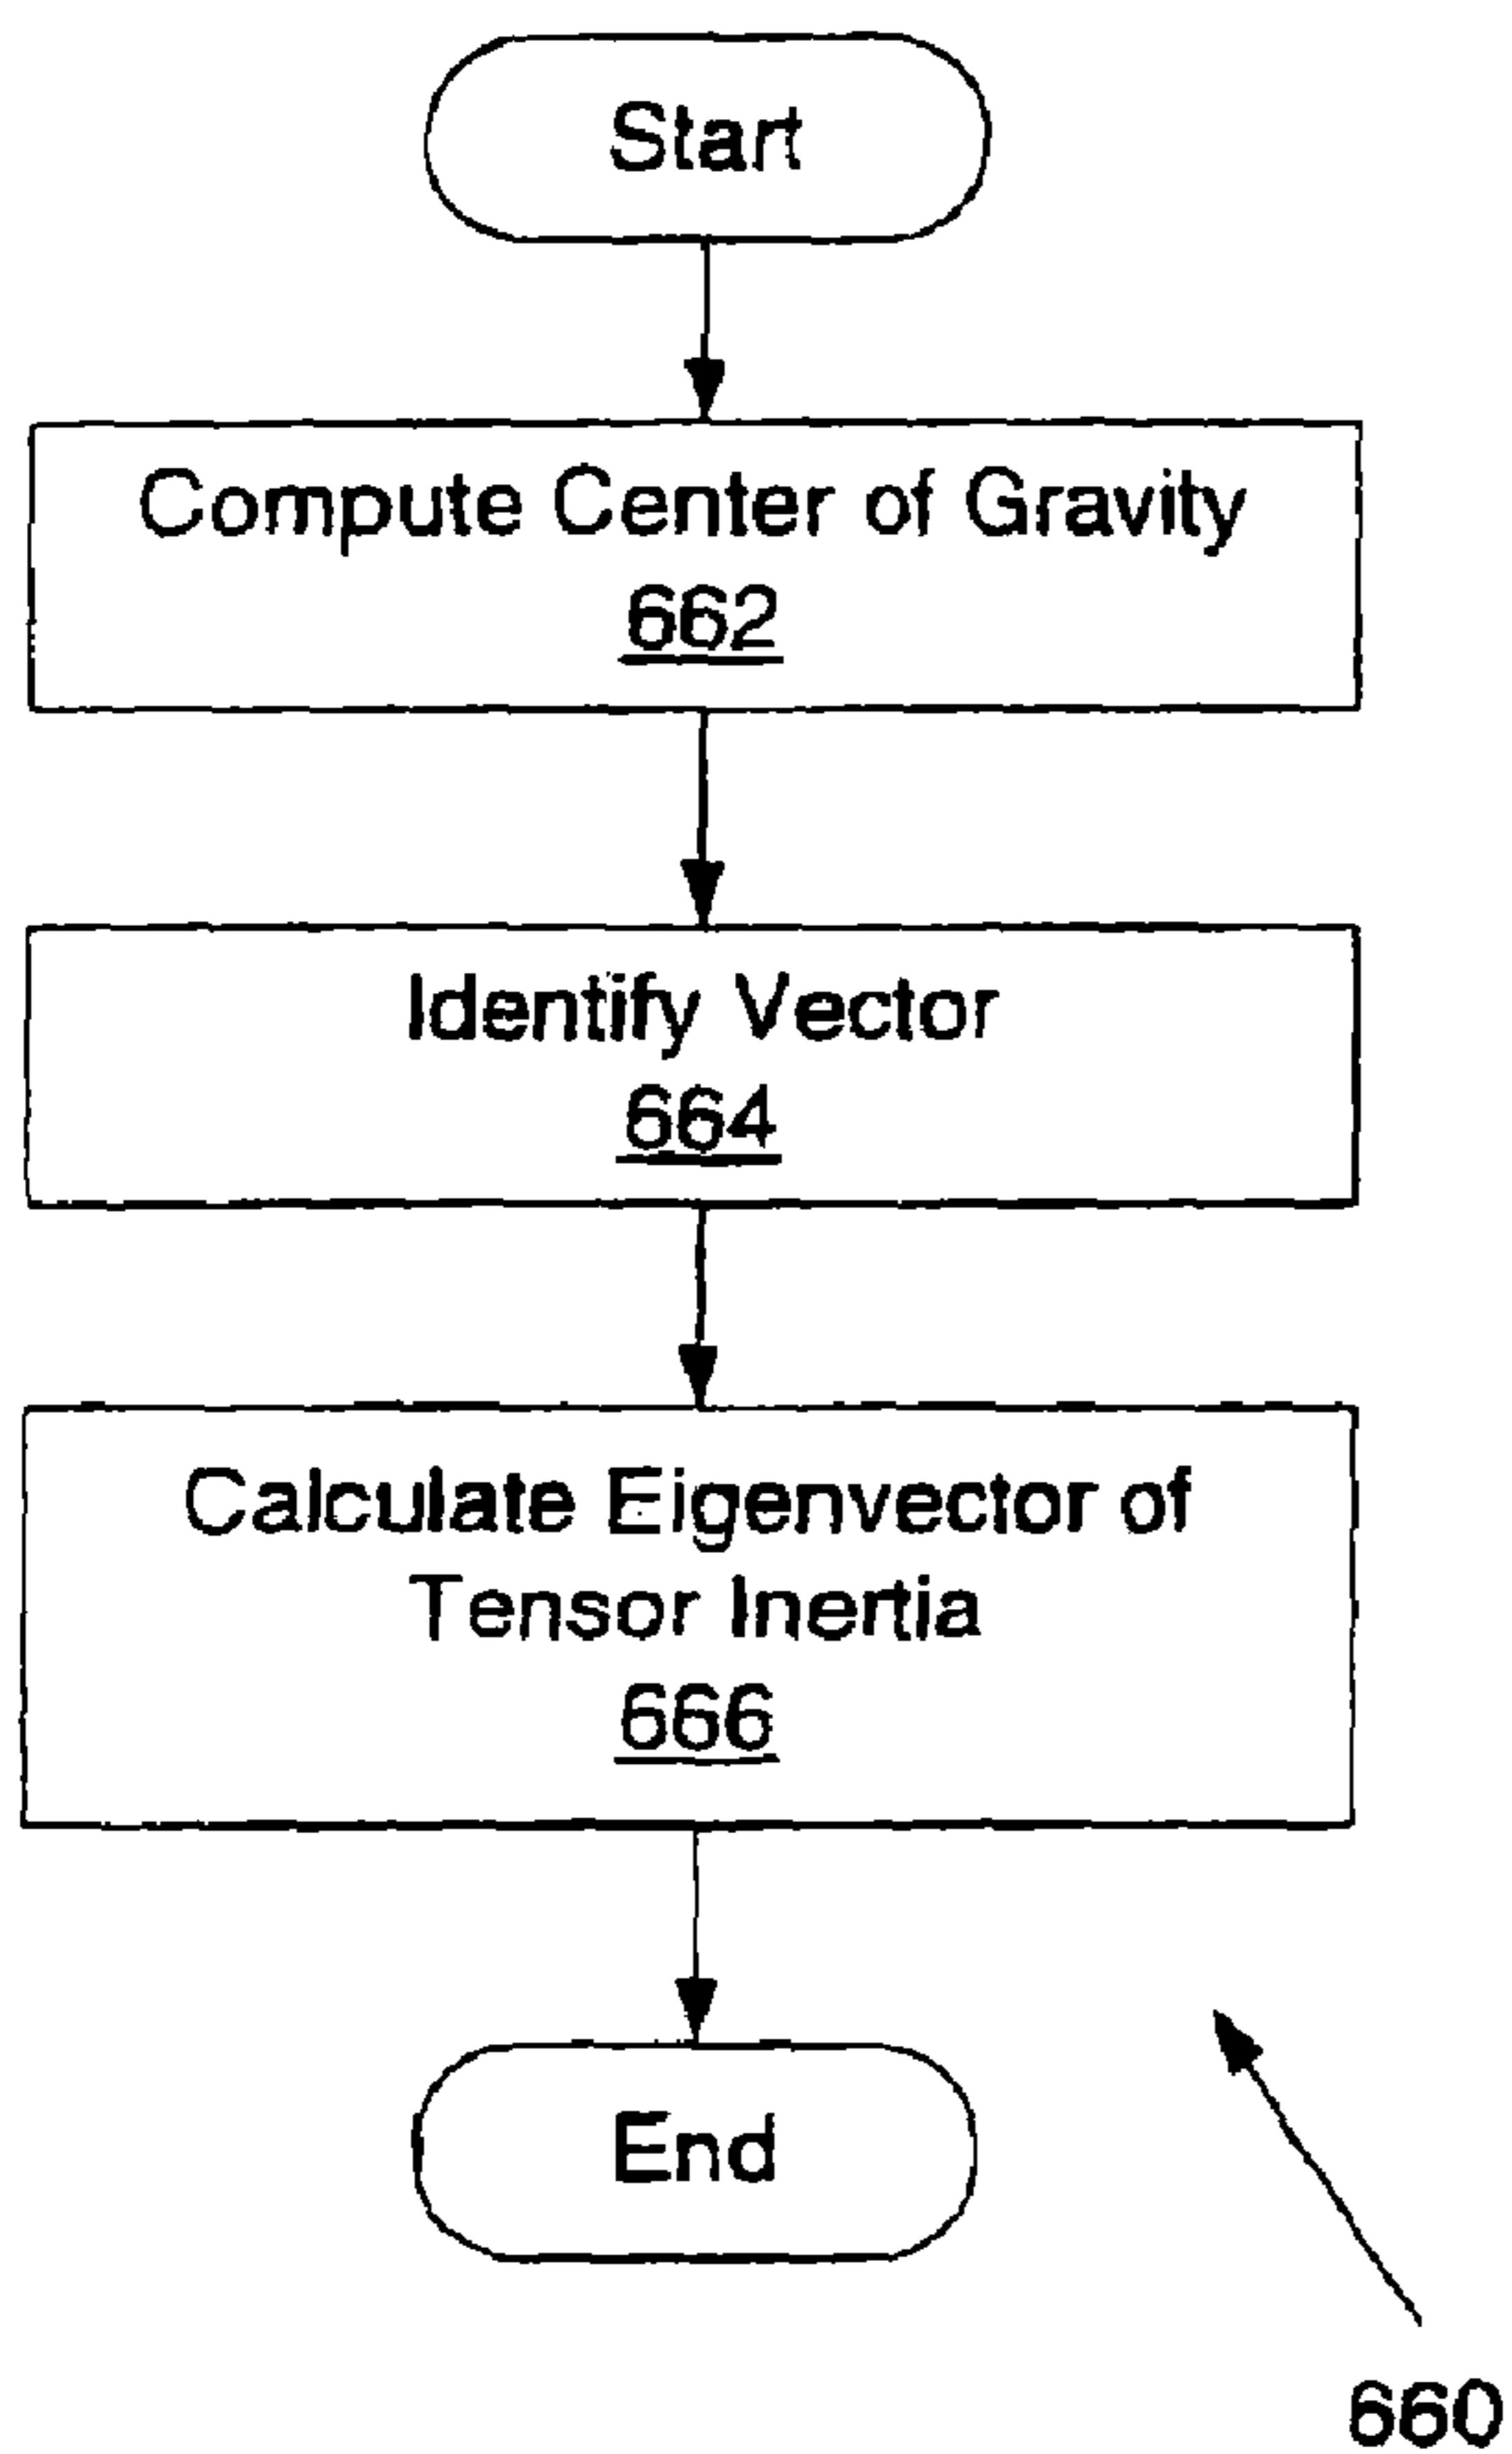 Start
Compute Center of Gravity
662
Identify Vector
664
Calculate Eigenvector of
Tensor Inertia
666
End
660